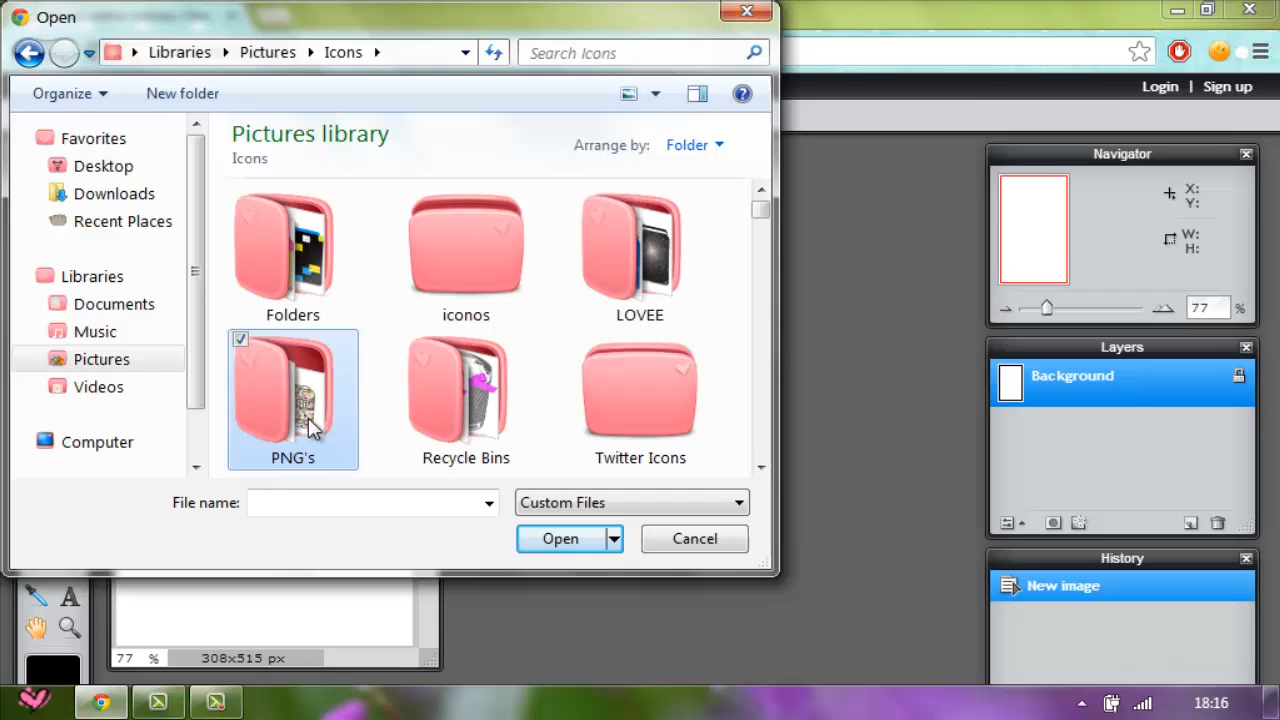 Open
Libraries
Pictures
Icons
Search Icons
Login | Sign up
Organize
New folder
Favorites
Desktop
Downloads
Recent Places
Libraries
Documents
Music
Pictures
Videos
Computer
Pictures library
Icons
Arrange by:
Folder
Folders
iconos
LOVEE
PNG's
Recycle Bins
Twitter Icons
File name:
Custom Files
Open
Cancel
Navigator
X:
Y:
W:
H:
77 %
Layers
Background
History
New image
A
77 %
308x515 px
18:16